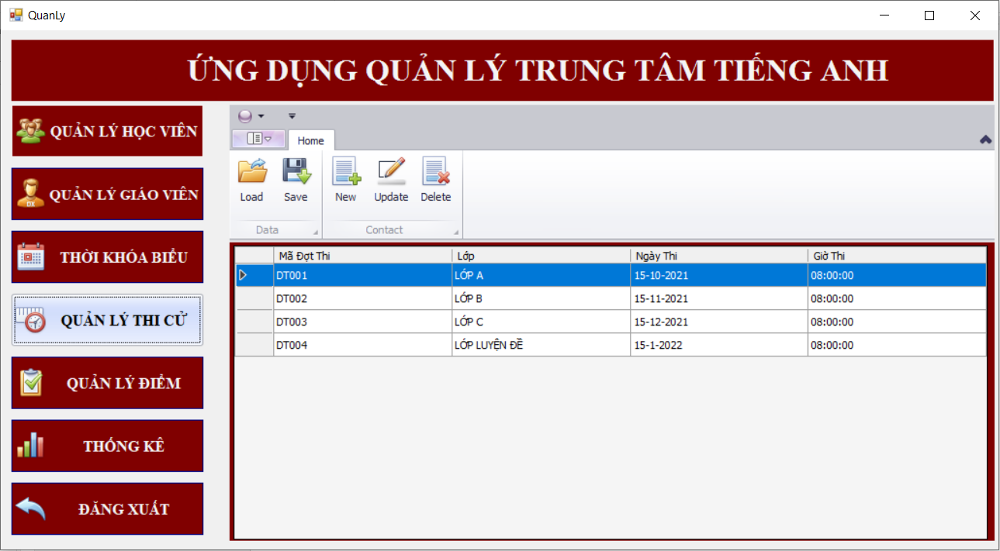 QuanLy
ỨNG DỤNG QUẢN LÝ TRUNG TÂM TIẾNG ANH
QUẢN LÝ HỌC VIÊN
QUẢN LÝ GIÁO VIÊN
THỜI KHÓA BIỂU
QUẢN LÝ THI CỬ
QUẢN LÝ ĐIỂM
THỐNG KÊ
ĐĂNG XUẤT
Home
Load Save New Update Delete
Data Contact
Mã Đợt Thi Lớp Ngày Thi Giờ Thi
DT001 LỚP A 15-10-2021 08:00:00
DT002 LỚP B 15-11-2021 08:00:00
DT003 LỚP C 15-12-2021 08:00:00
DT004 LỚP LUYỆN ĐỀ 15-1-2022 08:00:00